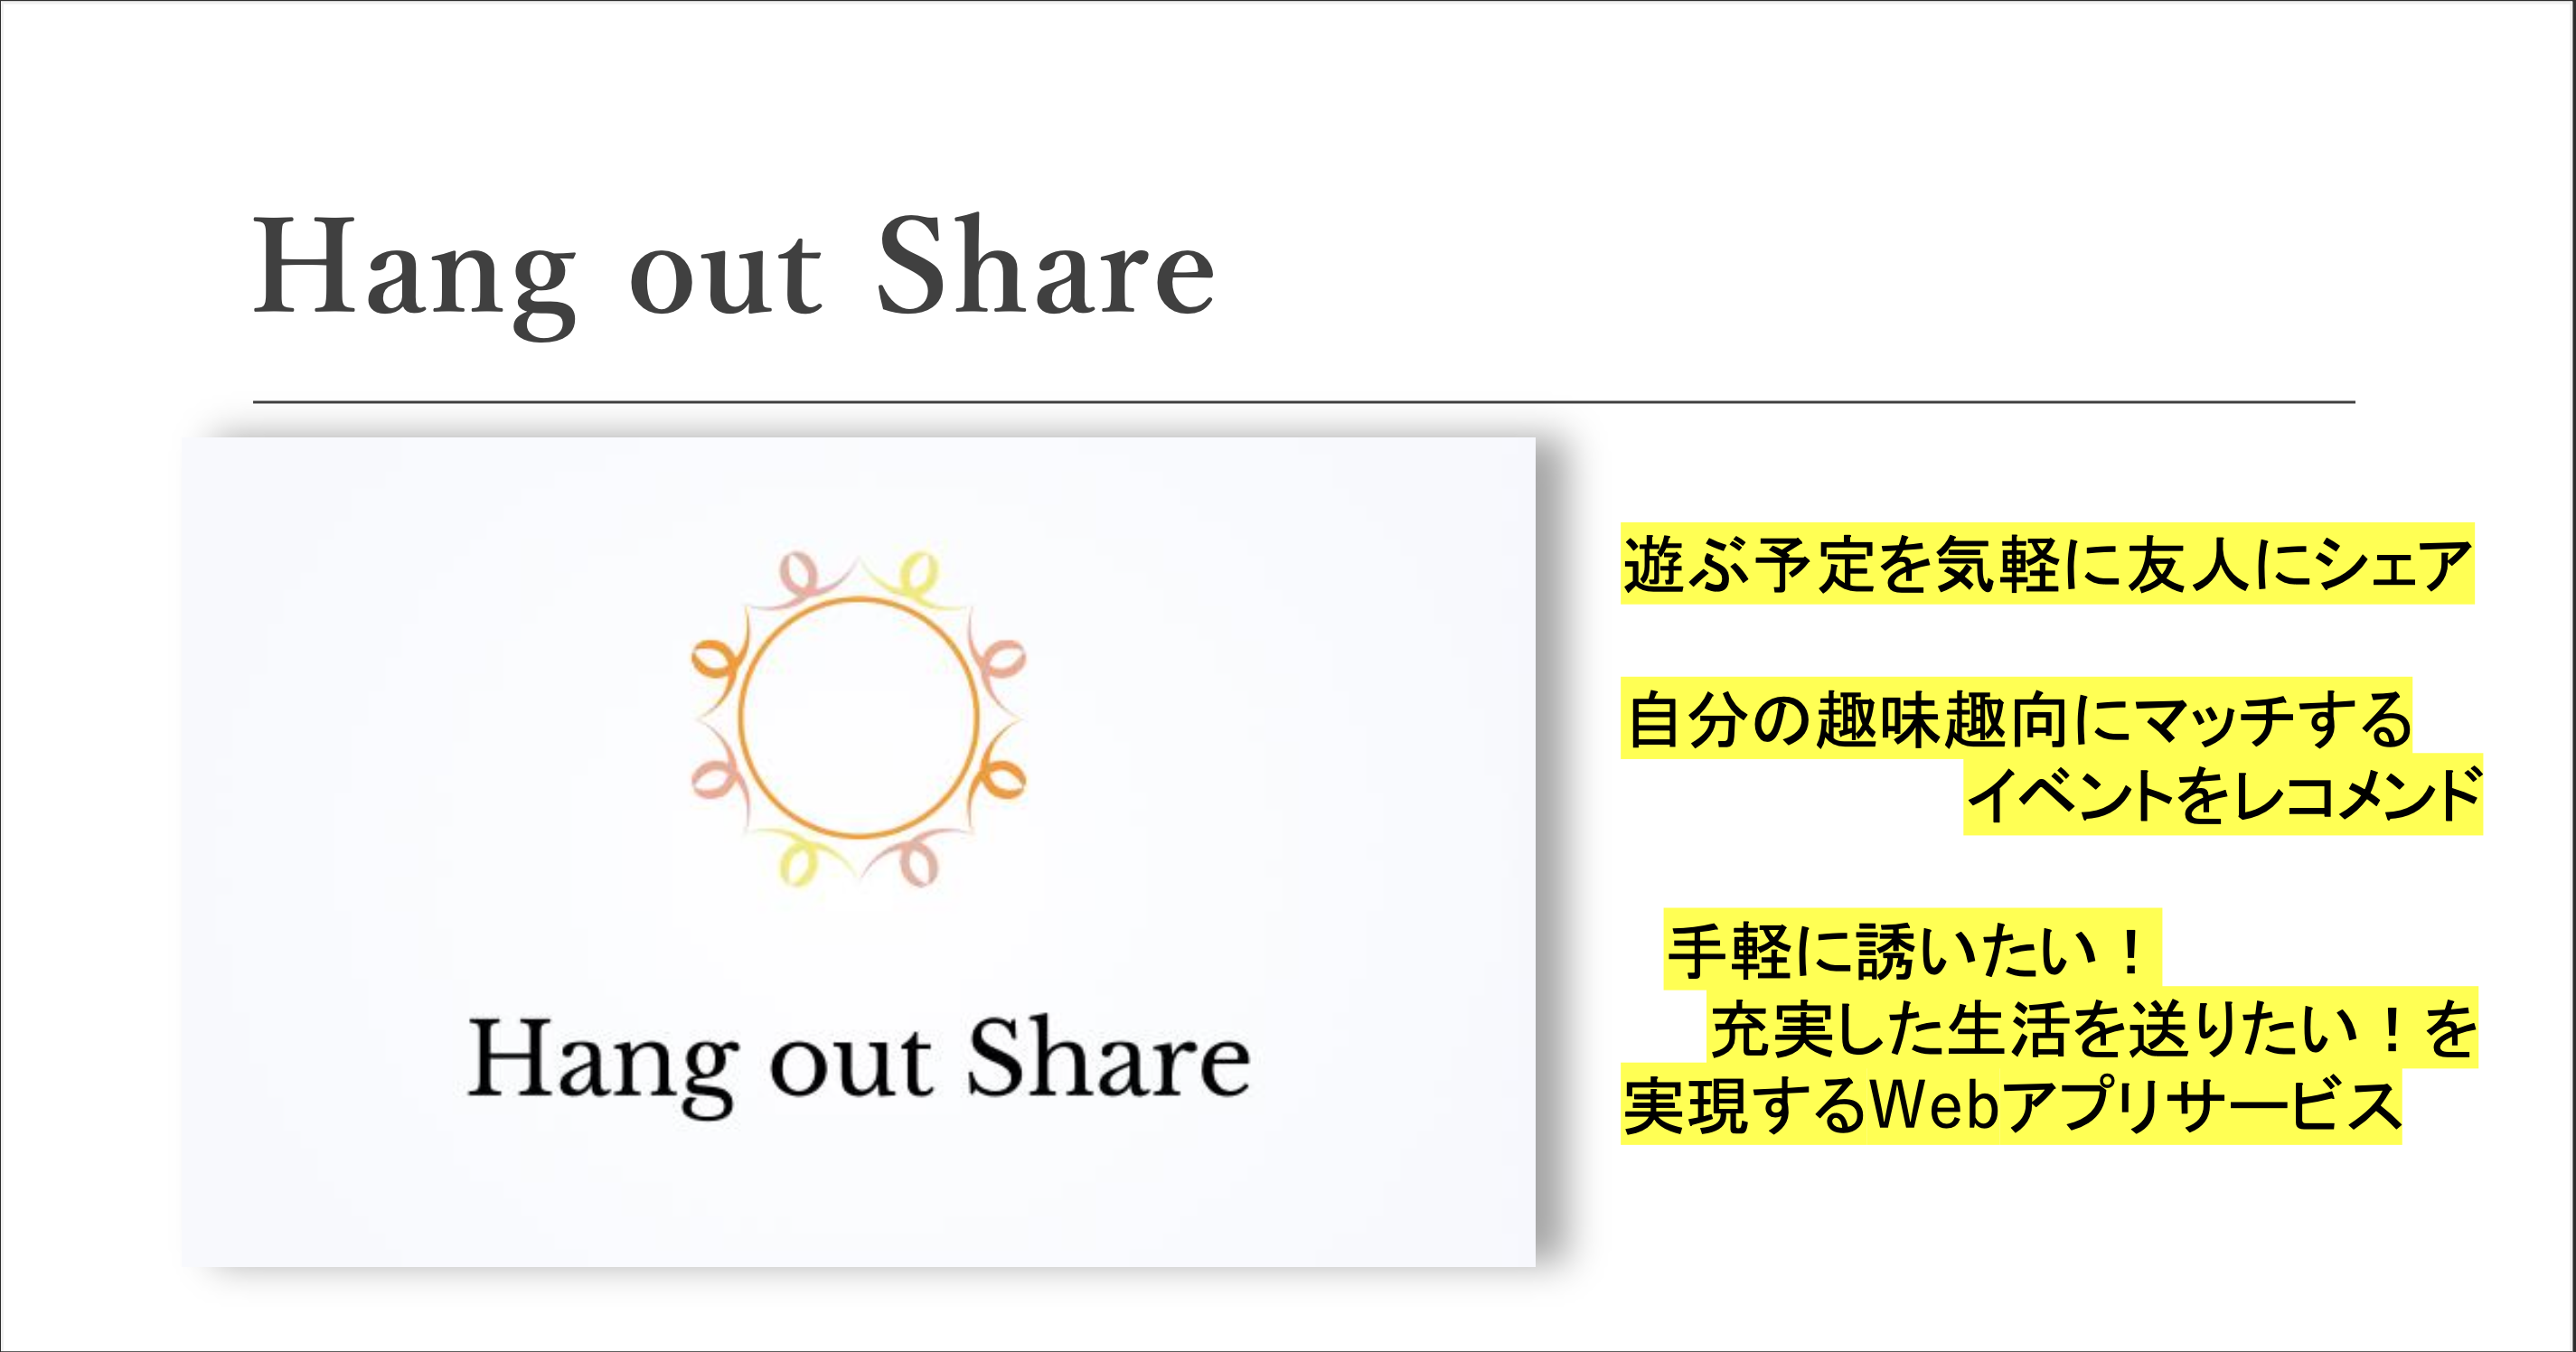 Hang out Share
Hang out Share
遊ぶ予定を気軽に友人にシェア
自分の趣味趣向にマッチする
イベントをレコメンド
手軽に誘いたい！
充実した生活を送りたい！を
実現するWebアプリサービス